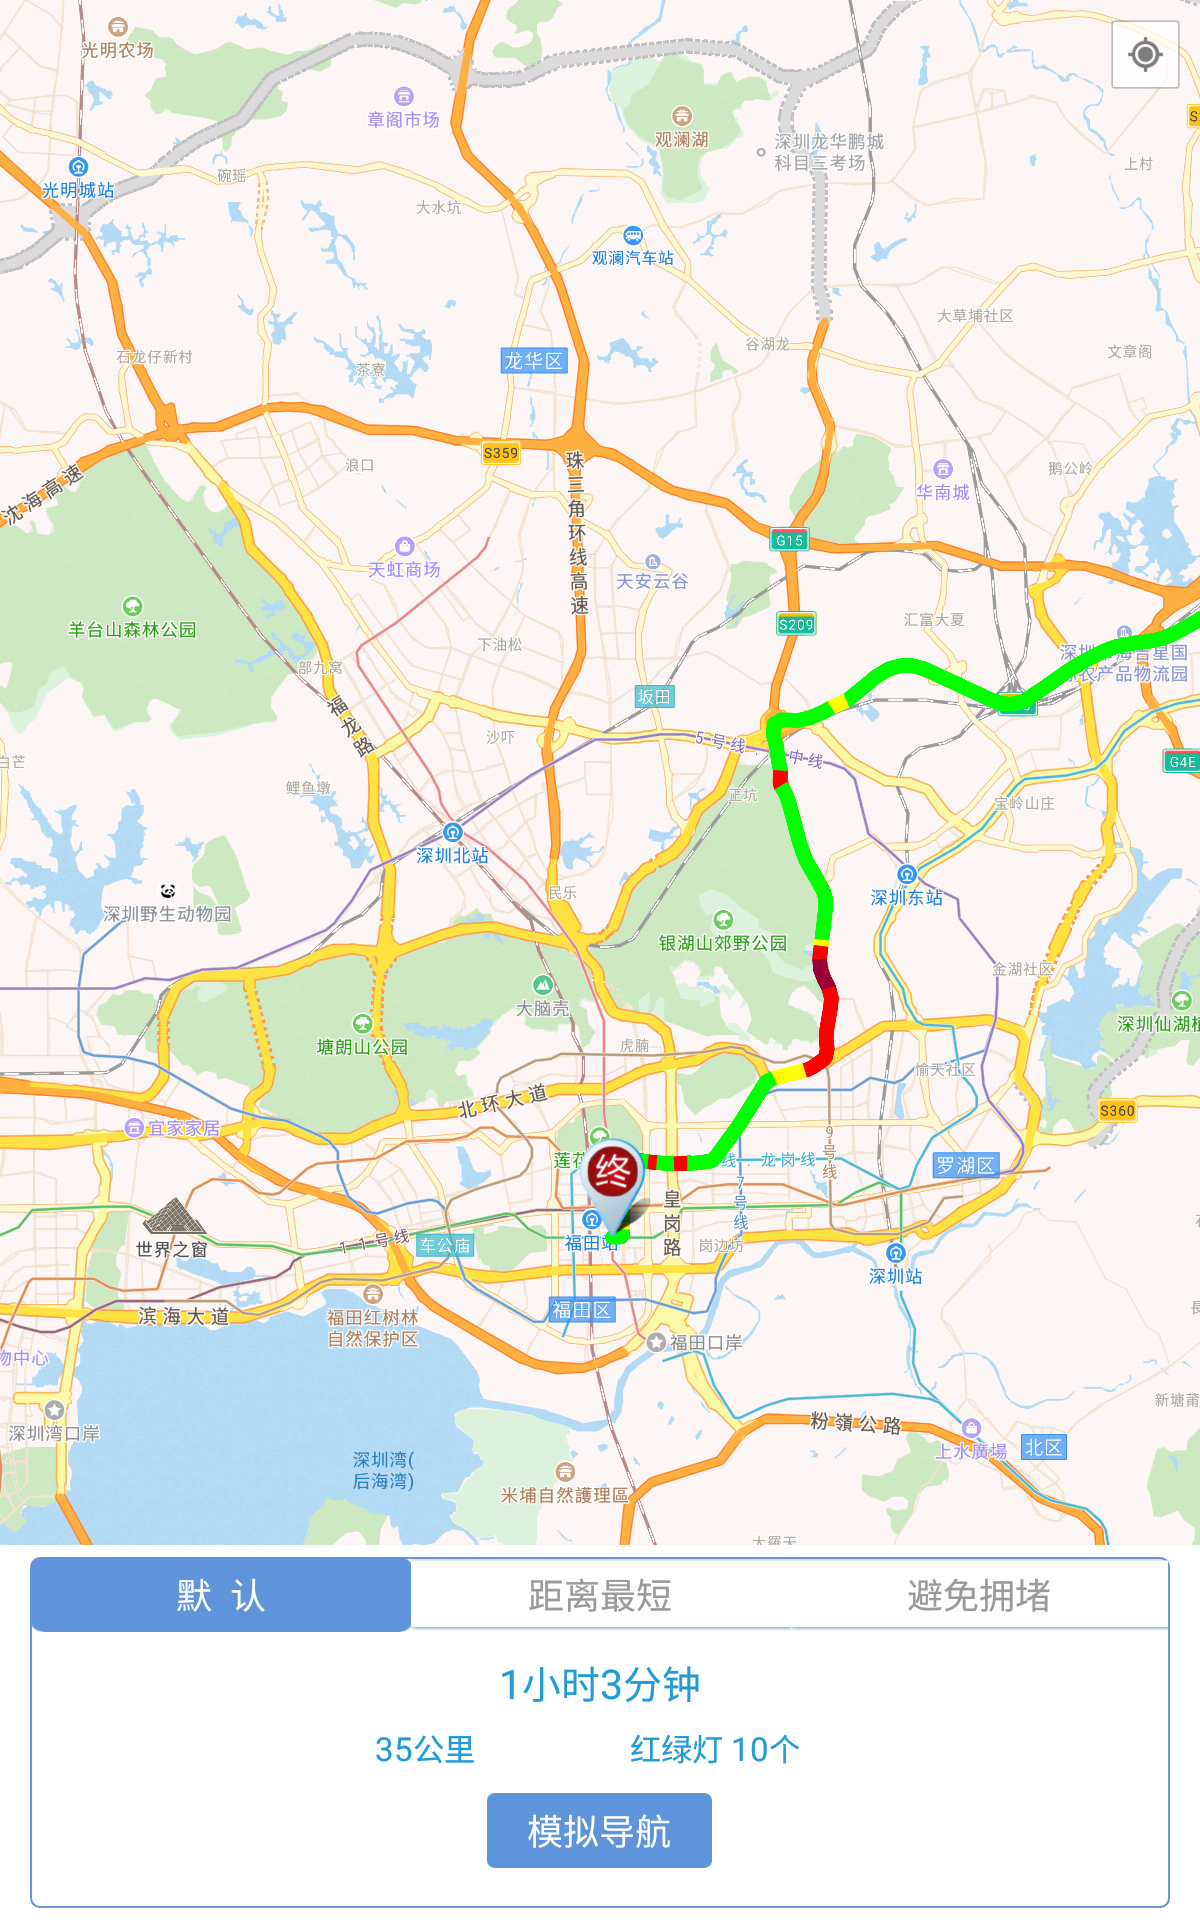 光明农场
章阁市场
观澜湖
深圳龙华鹏城
科目三考场
S
上村
光明城站
碗瑶
大水坑
观澜汽车站
大草埔社区
谷湖龙
文章阁
石龙仔新村
茶寮
龙华区
S359
珠三角环线高速
浪口
鹅公岭
华南城
沈海高速
G15
天虹商场
天安云谷
S209
汇富大厦
羊台山森林公园
下油松
部九窝
坂田
农产品物流园
福龙路
沙吓
5号线
中线
白芒
G4E
鲤鱼墩
正坑
宝岭山庄
深圳北站
深圳东站
民乐
深圳野生动物园
银湖山郊野公园
金湖社区
大脑壳
深圳仙湖植
塘朗山公园
虎腩
愉天社区
北环大道
S360
宜家家居
9号线
莲花
终
线
龙岗线
罗湖区
7号线
皇岗路
世界之窗
11号线
车公庙
福田站
岗边坊
深圳站
滨海大道
福田红树林
自然保护区
福田区
福田口岸
物中心
深圳湾口岸
新塘莆
粉嶺公路
上水廣場
北区
深圳湾(
后海湾)
米埔自然護理區
大羅天
默 认
距离最短
避免拥堵
1小时3分钟
35公里
红绿灯 10个
模拟导航